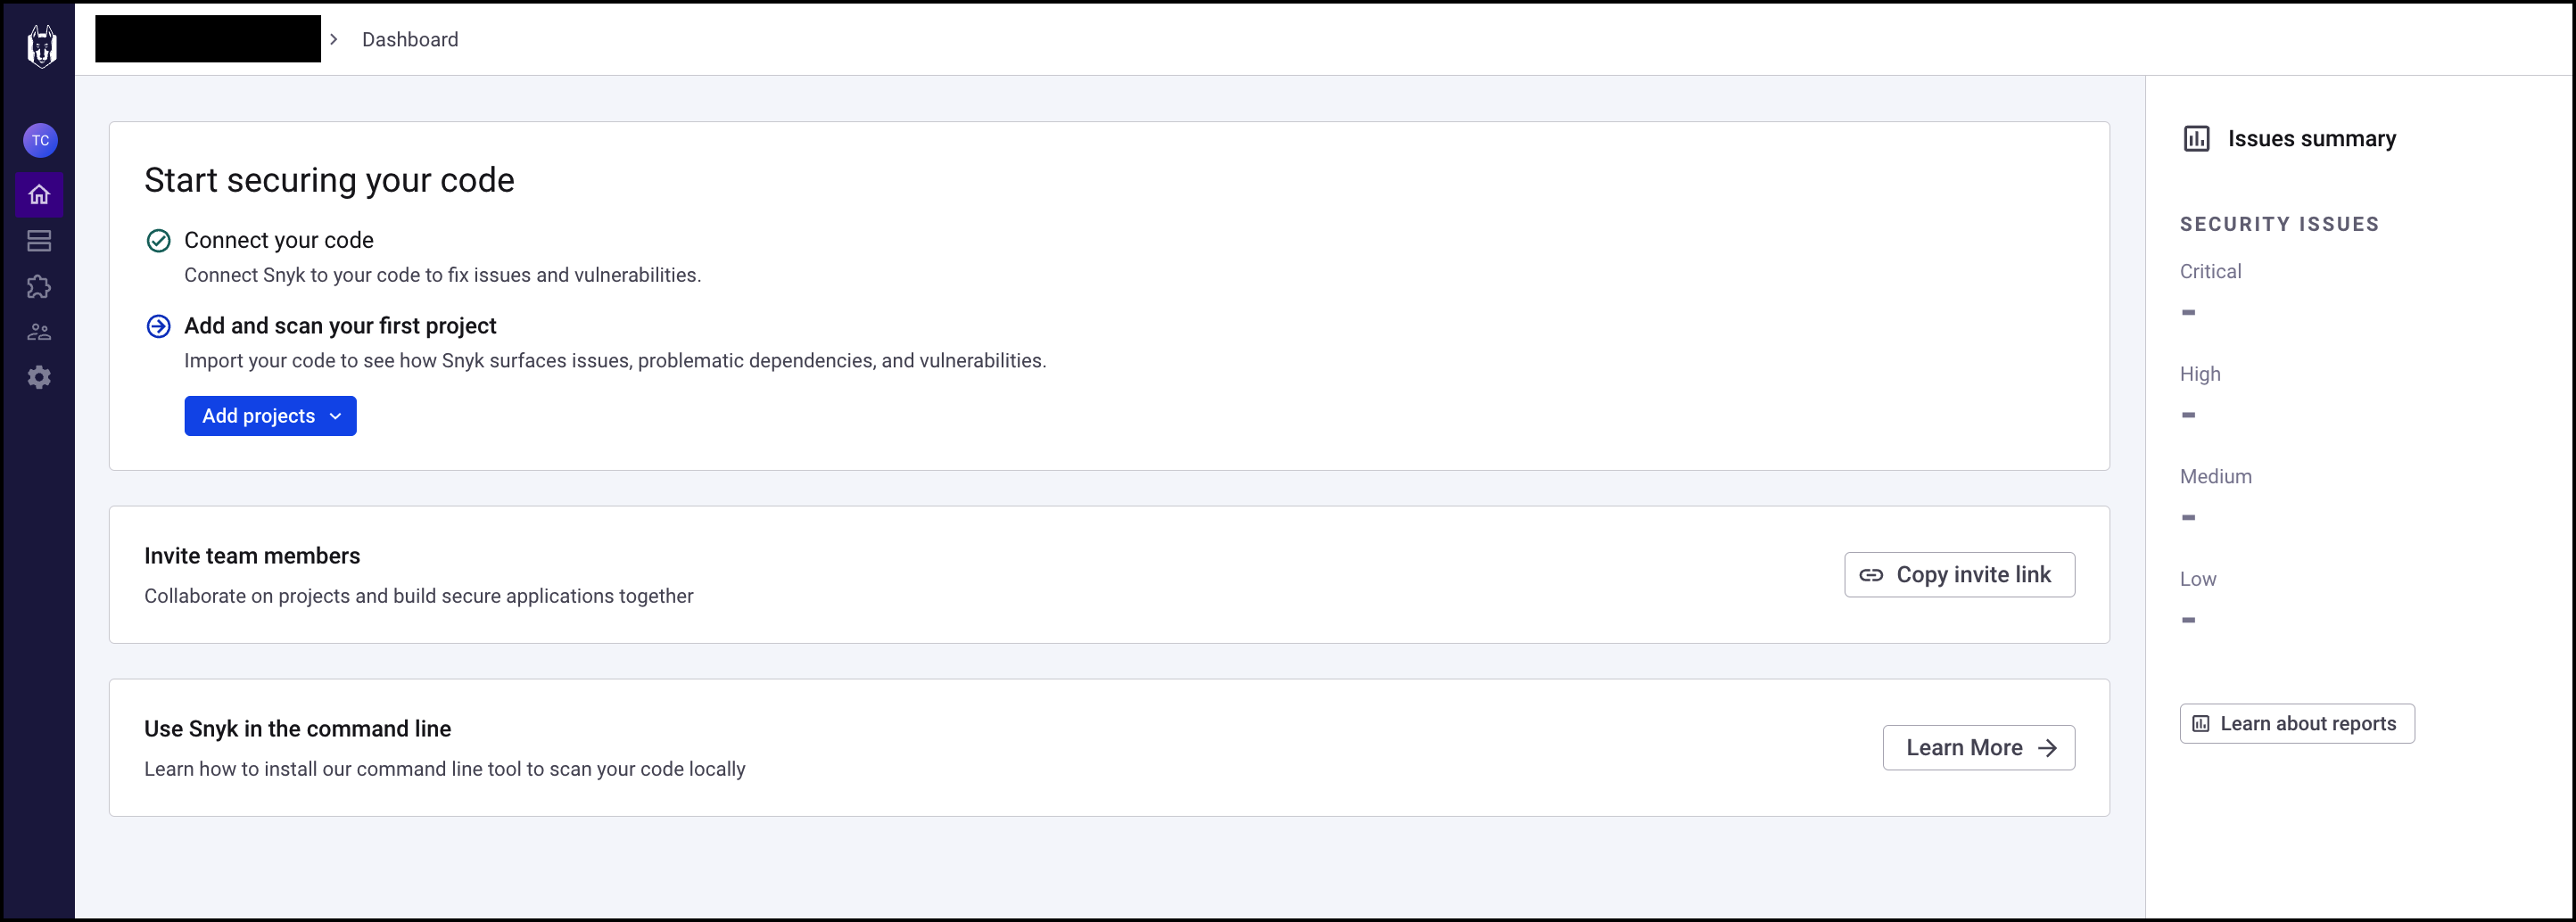 Dashboard
TC
Start securing your code
Connect your code
Connect Snyk to your code to fix issues and vulnerabilities.
Add and scan your first project
Import your code to see how Snyk surfaces issues, problematic dependencies, and vulnerabilities.
Add projects
Invite team members
Collaborate on projects and build secure applications together
Copy invite link
Use Snyk in the command line
Learn how to install our command line tool to scan your code locally
Learn More
Issues summary
SECURITY ISSUES
Critical
-
High
-
Medium
-
Low
-
Learn about reports